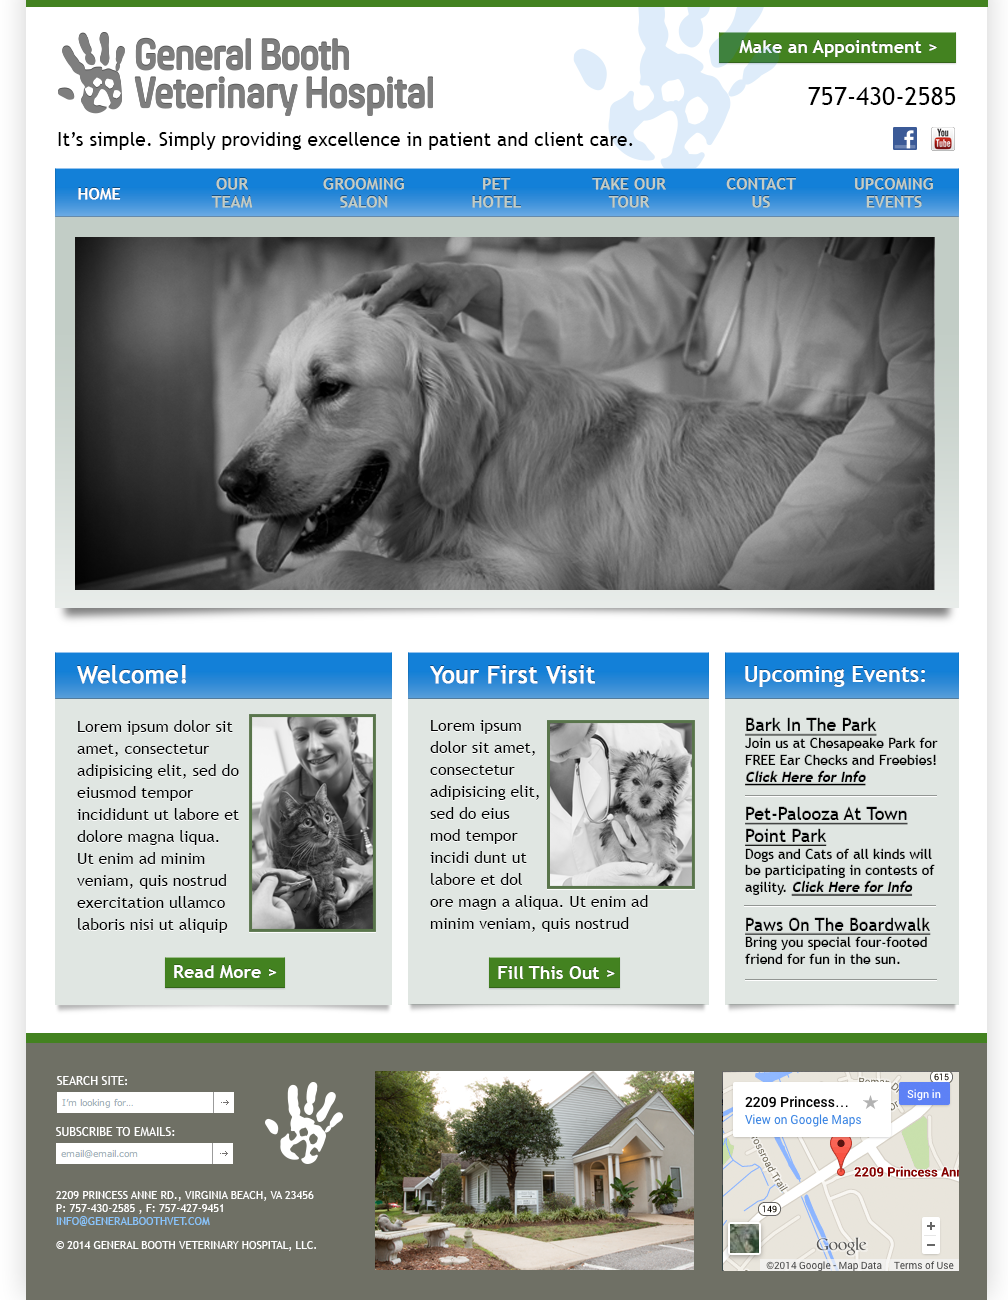 General Booth
Veterinary Hospital
Make an Appointment >
757-430-2585
It's simple. Simply providing excellence in patient and client care.
f
You
Tube
HOME
OUR
TEAM
GROOMING
SALON
PET
HOTEL
TAKE OUR
TOUR
CONTACT
US
UPCOMING
EVENTS
Welcome!
Lorem ipsum dolor sit
amet, consectetur
adipisicing elit, sed do
eiusmod tempor
incididunt ut labore et
dolore magna liqua.
Ut enim ad minim
veniam, quis nostrud
exercitation ullamco
laboris nisi ut aliquip
Read More >
Your First Visit
Lorem ipsum
dolor sit amet,
consectetur
adipisicing elit,
sed do eius
mod tempor
incidi dunt ut
labore et dol
ore magn a aliqua. Ut enim ad
minim veniam, quis nostrud
Fill This Out >
Upcoming Events:
Bark In The Park
Join us at Chesapeake Park for
FREE Ear Checks and Freebies!
Click Here for Info
Pet-Palooza At Town
Point Park
Dogs and Cats of all kinds will
be participating in contests of
agility. Click Here for Info
Paws On The Boardwalk
Bring you special four-footed
friend for fun in the sun.
SEARCH SITE:
I'm looking for...
SUBSCRIBE TO EMAILS:
email@email.com
2209 PRINCESS ANNE RD., VIRGINIA BEACH, VA 23456
P: 757-430-2585 , F: 757-427-9451
INFO@GENERALBOOTHVET.COM
© 2014 GENERAL BOOTH VETERINARY HOSPITAL, LLC.
615
Sign in
2209 Princess...
View on Google Maps
2209 Princess Ann
ossroad Trail
149
+
−
Google
©2014 Google - Map Data
Terms of Use